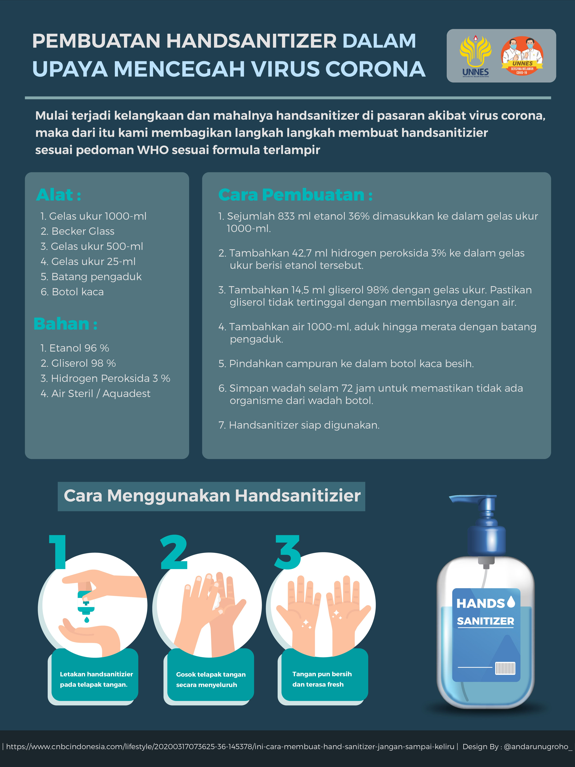 PEMBUATAN HANDSANITIZER DALAM
UPAYA MENCEGAH VIRUS CORONA
UNNES
UNNES
Mulai terjadi kelangkaan dan mahalnya handsanitizer di pasaran akibat virus corona,
maka dari itu kami membagikan langkah langkah membuat handsanitizier
sesuai pedoman WHO sesuai formula terlampir
Alat :
1. Gelas ukur 1000-ml
2. Becker Glass
3. Gelas ukur 500-ml
4. Gelas ukur 25-ml
5. Batang pengaduk
6. Botol kaca
Bahan :
1. Etanol 96 %
2. Gliserol 98 %
3. Hidrogen Peroksida 3 %
4. Air Steril / Aquadest
Cara Pembuatan :
1. Sejumlah 833 ml etanol 36% dimasukkan ke dalam gelas ukur
1000-ml.
2. Tambahkan 42,7 ml hidrogen peroksida 3% ke dalam gelas
ukur berisi etanol tersebut.
3. Tambahkan 14,5 ml gliserol 98% dengan gelas ukur. Pastikan
gliserol tidak tertinggal dengan membilasnya dengan air.
4. Tambahkan air 1000-ml, aduk hingga merata dengan batang
pengaduk.
5. Pindahkan campuran ke dalam botol kaca besih.
6. Simpan wadah selam 72 jam untuk memastikan tidak ada
organisme dari wadah botol.
7. Handsanitizer siap digunakan.
Cara Menggunakan Handsanitizier
1
2
3
Letakan handsanitizier
pada telapak tangan.
Gosok telapak tangan
secara menyeluruh
Tangan pun bersih
dan terasa fresh
HANDS
SANITIZER
| https://www.cnbcindonesia.com/lifestyle/20200317073625-36-145378/ini-cara-membuat-hand-sanitizer-jangan-sampai-keliru | Design By : @andarunugroho_